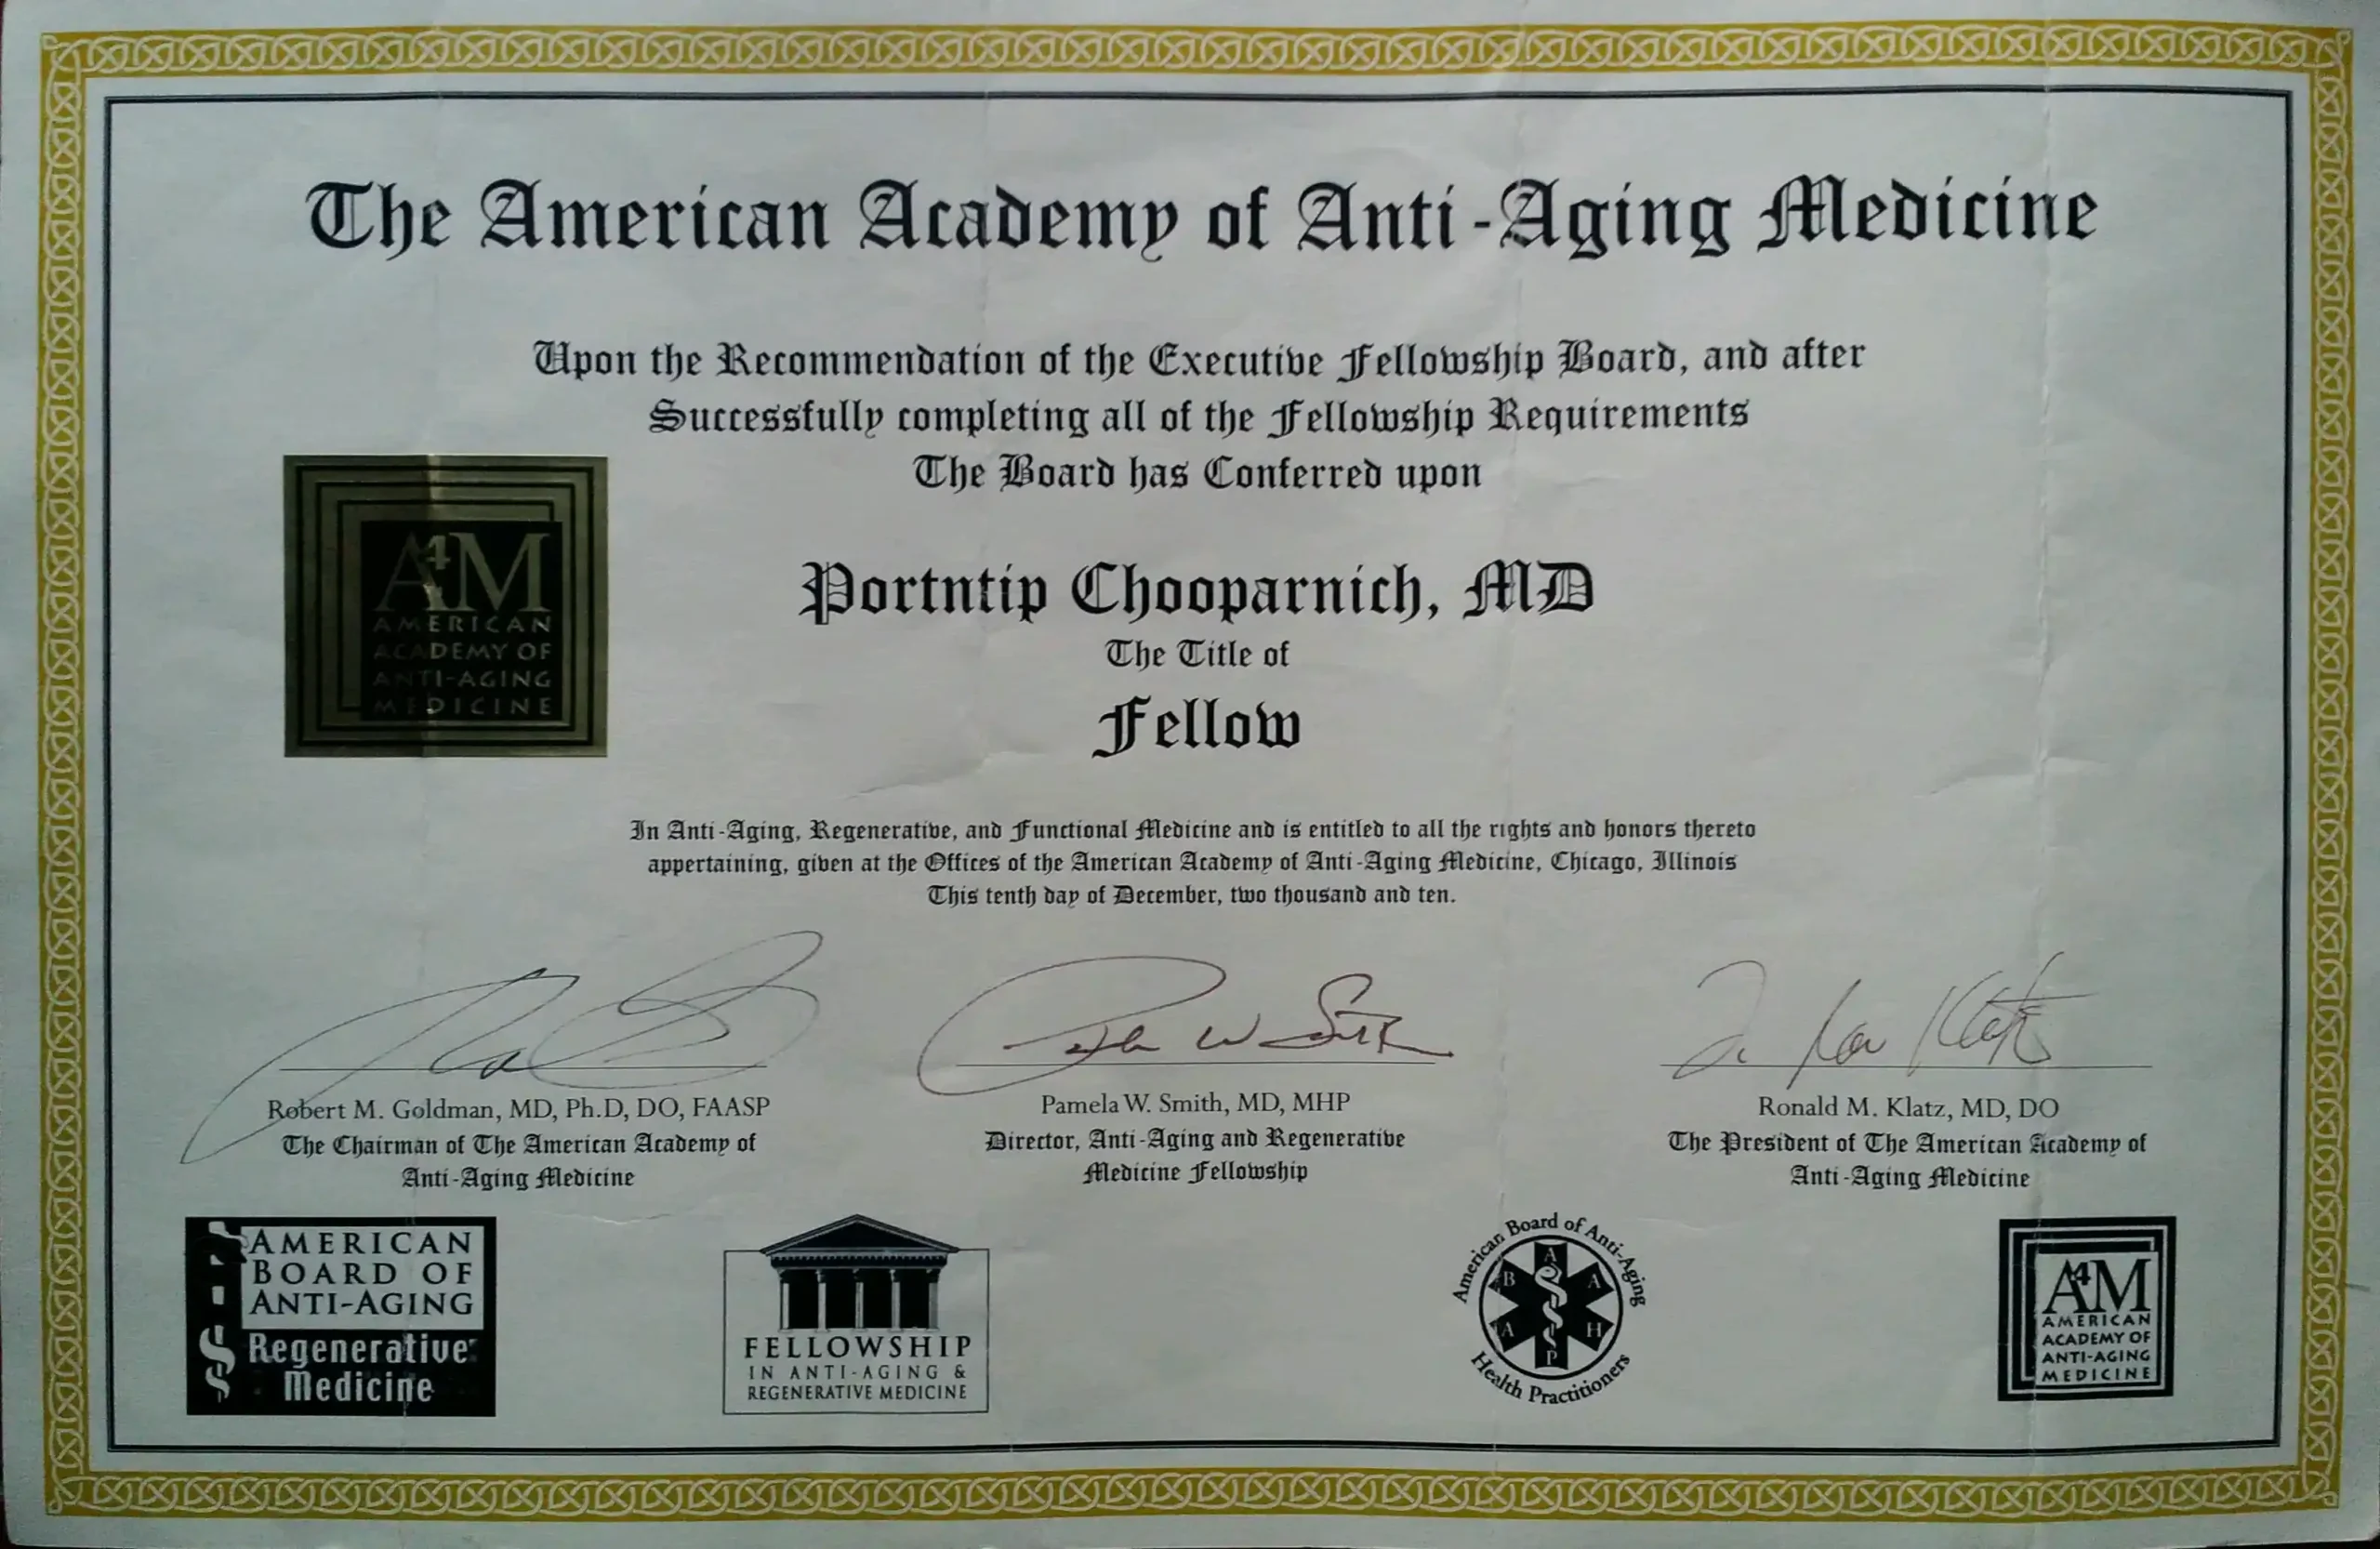 The American Academy of Anti-Aging Medicine
Upon the Recommendation of the Executive Fellowship Board, and after
Successfully completing all of the Fellowship Requirements
The Board has Conferred upon
A4M
AMERICAN
ACADEMY OF
ANTI-AGING
MEDICINE
Portntip Chooparnich, MD
The Title of
Fellow
In Anti-Aging, Regenerative, and Functional Medicine and is entitled to all the rights and honors thereto
appertaining, given at the Offices of the American Academy of Anti-Aging Medicine, Chicago, Illinois
This tenth day of December, two thousand and ten.
Robert M. Goldman, MD, Ph.D, DO, FAASP
The Chairman of The American Academy of
Anti-Aging Medicine
Pamela W. Smith, MD, MHP
Director, Anti-Aging and Regenerative
Medicine Fellowship
Ronald M. Klatz, MD, DO
The President of The American Academy of
Anti-Aging Medicine
AMERICAN
BOARD OF
ANTI-AGING
Regenerative
Medicine
FELLOWSHIP
IN ANTI-AGING &
REGENERATIVE MEDICINE
American Board of Anti-Aging
A B A A H P
Health Practitioners
A4M
AMERICAN
ACADEMY OF
ANTI-AGING
MEDICINE